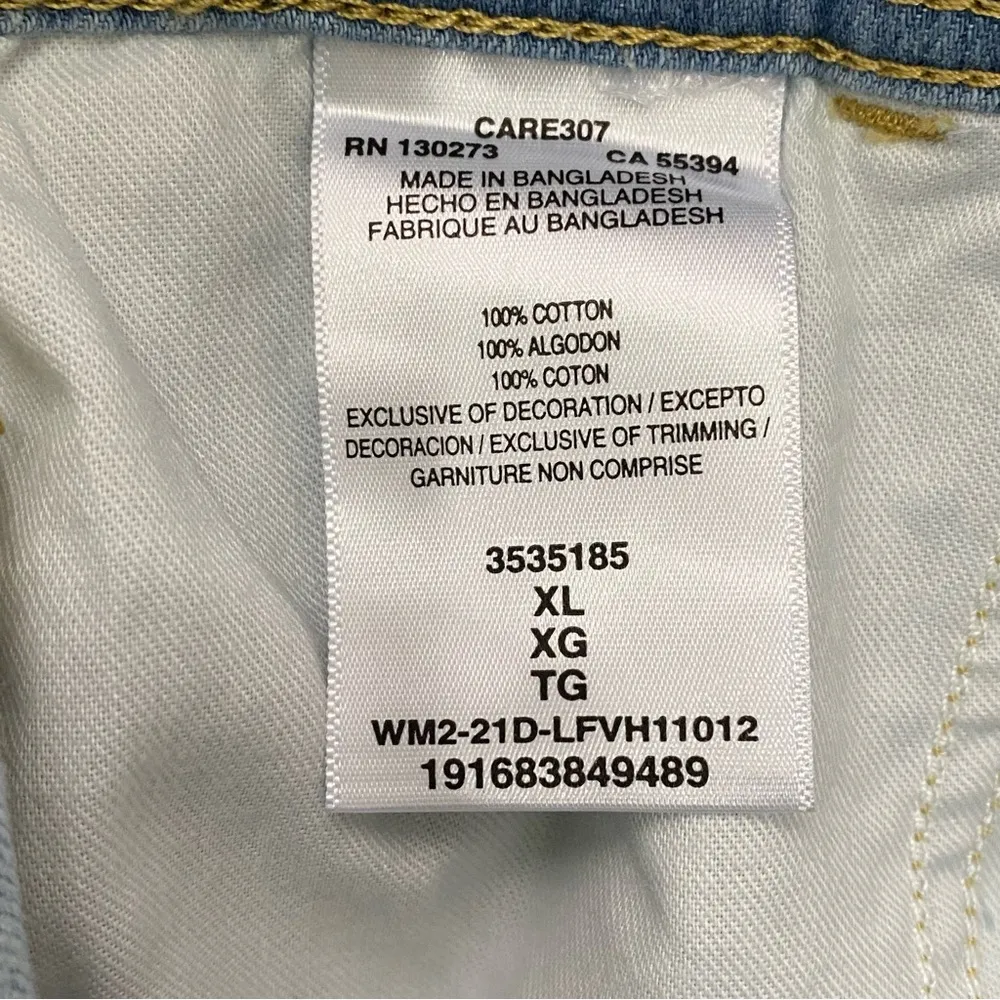 CARE307
RN 130273 CA 55394
MADE IN BANGLADESH
HECHO EN BANGLADESH
FABRIQUE AU BANGLADESH
100% COTTON
100% ALGODON
100% COTON
EXCLUSIVE OF DECORATION / EXCEPTO
DECORACION / EXCLUSIVE OF TRIMMING /
GARNITURE NON COMPRISE
3535185
XL
XG
TG
WM2-21D-LFVH11012
191683849489